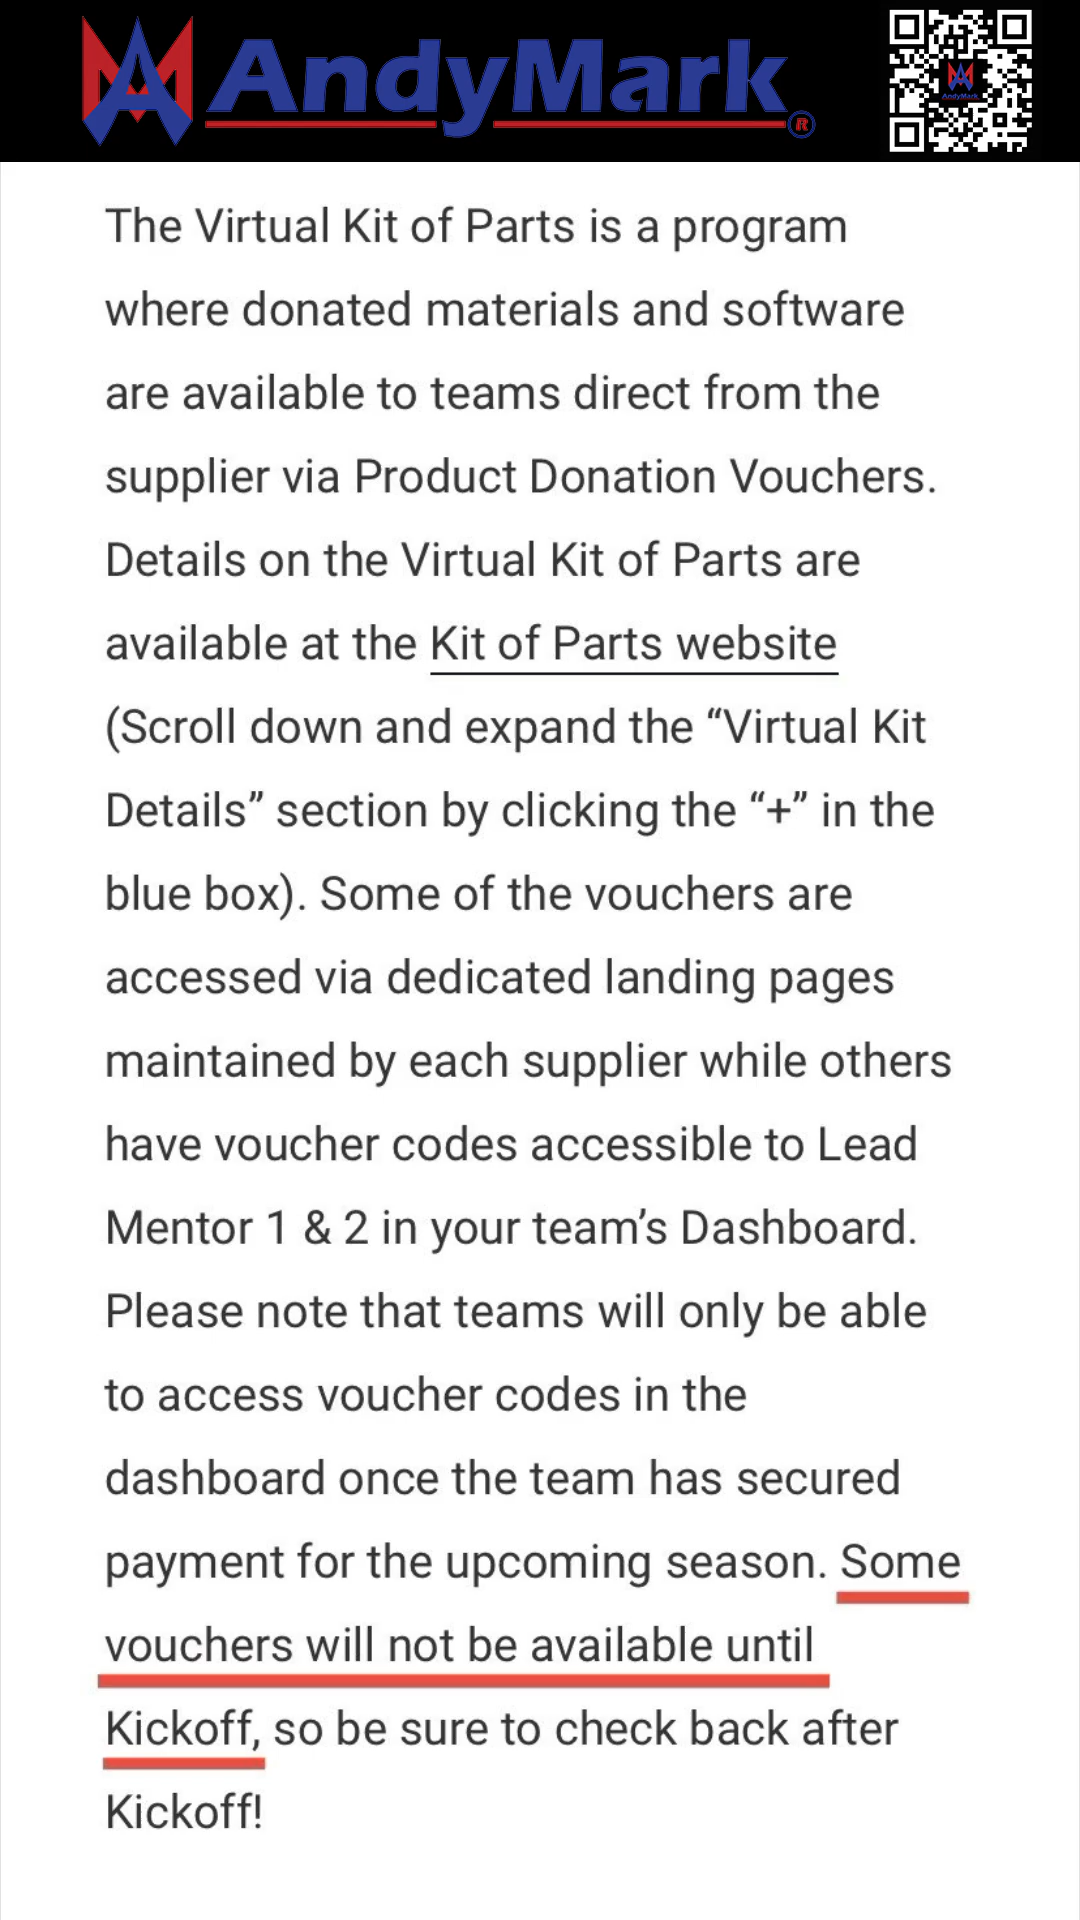 AndyMark®
AndyMark
The Virtual Kit of Parts is a program
where donated materials and software
are available to teams direct from the
supplier via Product Donation Vouchers.
Details on the Virtual Kit of Parts are
available at the Kit of Parts website
(Scroll down and expand the “Virtual Kit
Details” section by clicking the “+” in the
blue box). Some of the vouchers are
accessed via dedicated landing pages
maintained by each supplier while others
have voucher codes accessible to Lead
Mentor 1 & 2 in your team’s Dashboard.
Please note that teams will only be able
to access voucher codes in the
dashboard once the team has secured
payment for the upcoming season. Some
vouchers will not be available until
Kickoff, so be sure to check back after
Kickoff!